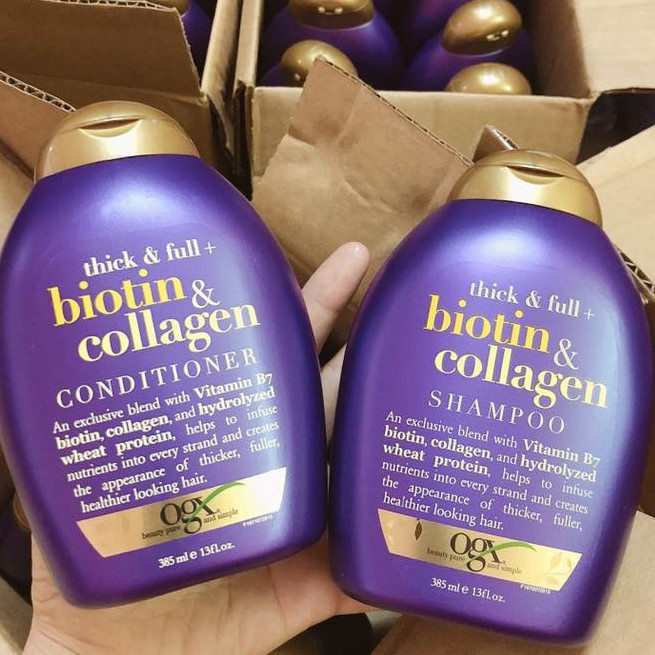 thick & full +
biotin &
collagen
CONDITIONER
An exclusive blend with Vitamin B7
biotin, collagen, and hydrolyzed
wheat protein, helps to infuse
nutrients into every strand and creates
the appearance of thicker, fuller,
healthier looking hair.
ogx
beauty pure and simple
385 ml e 13fl.oz.
thick & full +
biotin &
collagen
SHAMPOO
An exclusive blend with Vitamin B7
biotin, collagen, and hydrolyzed
wheat protein, helps to infuse
nutrients into every strand and creates
the appearance of thicker, fuller,
healthier looking hair.
ogx
beauty pure and simple
385 ml e 13fl.oz.